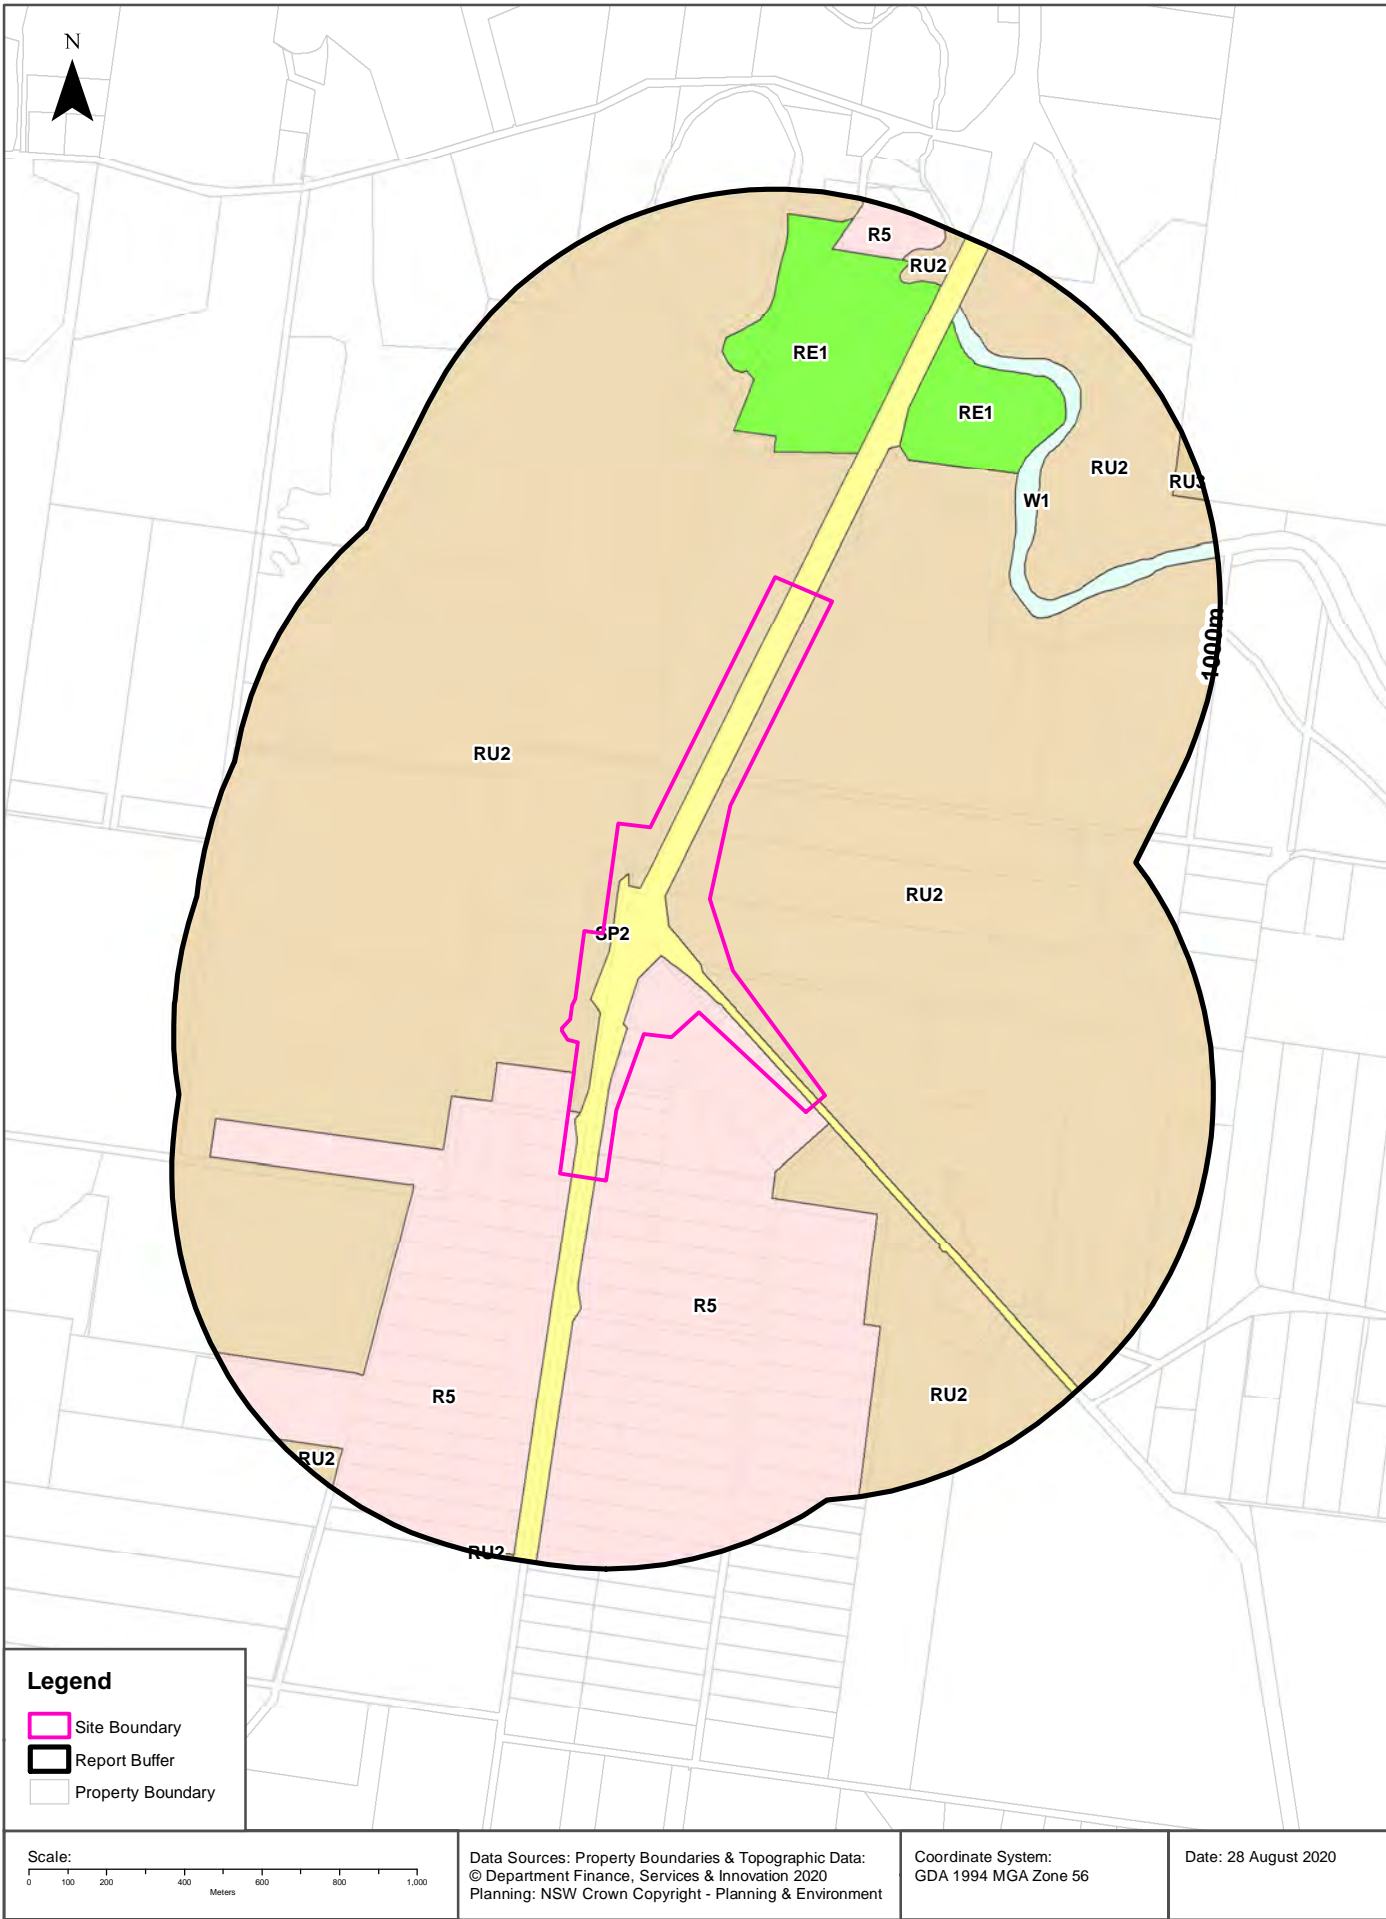 N
R5
RU2
RE1
RE1
RU2
RU3
W1
1000m
RU2
RU2
SP2
R5
R5
RU2
RU2
RU2
Legend
Site Boundary
Report Buffer
Property Boundary
Scale:
0 100 200 400 600 800 1,000
Meters
Data Sources: Property Boundaries & Topographic Data:
© Department Finance, Services & Innovation 2020
Planning: NSW Crown Copyright - Planning & Environment
Coordinate System:
GDA 1994 MGA Zone 56
Date: 28 August 2020